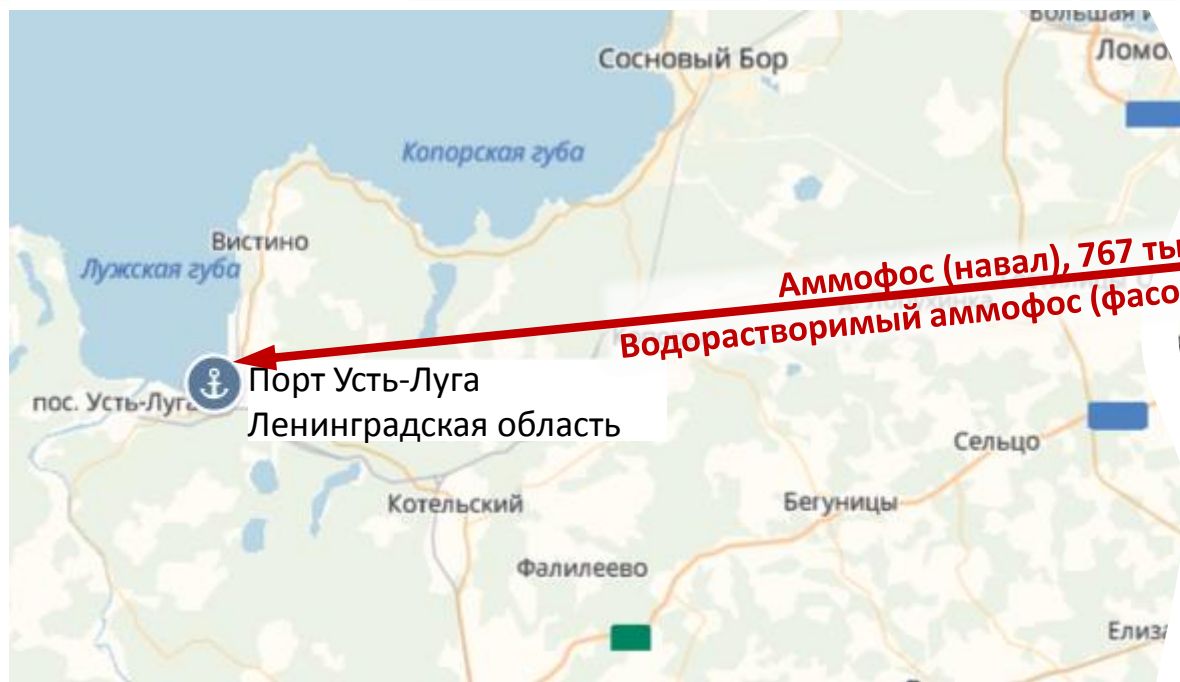 Большая И
Ломо
Сосновый Бор
Копорская губа
Вистино
Лужская губа
Аммофос (навал), 767 ты
Водорастворимый аммофос (фасо
Порт Усть-Луга
Ленинградская область
пос. Усть-Луга
Сельцо
Котельский
Бегуницы
Фалилеево
Елиза